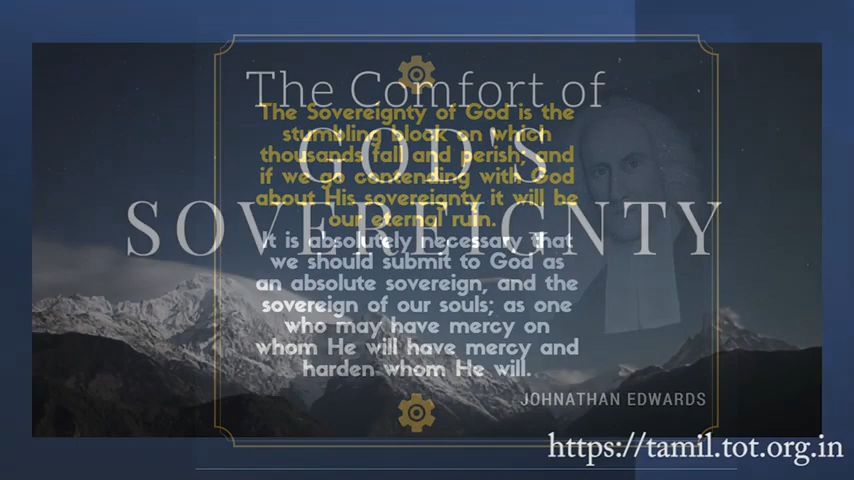 The Comfort of
GOD'S
SOVEREIGNTY
The Sovereignty of God is the
stumbling block on which
thousands fall and perish; and
if we go contending with God
about His sovereignty it will be
our eternal ruin.
It is absolutely necessary that
we should submit to God as
an absolute sovereign, and the
sovereign of our souls; as one
who may have mercy on
whom He will have mercy and
harden whom He will.
JOHNATHAN EDWARDS
https://tamil.tot.org.in